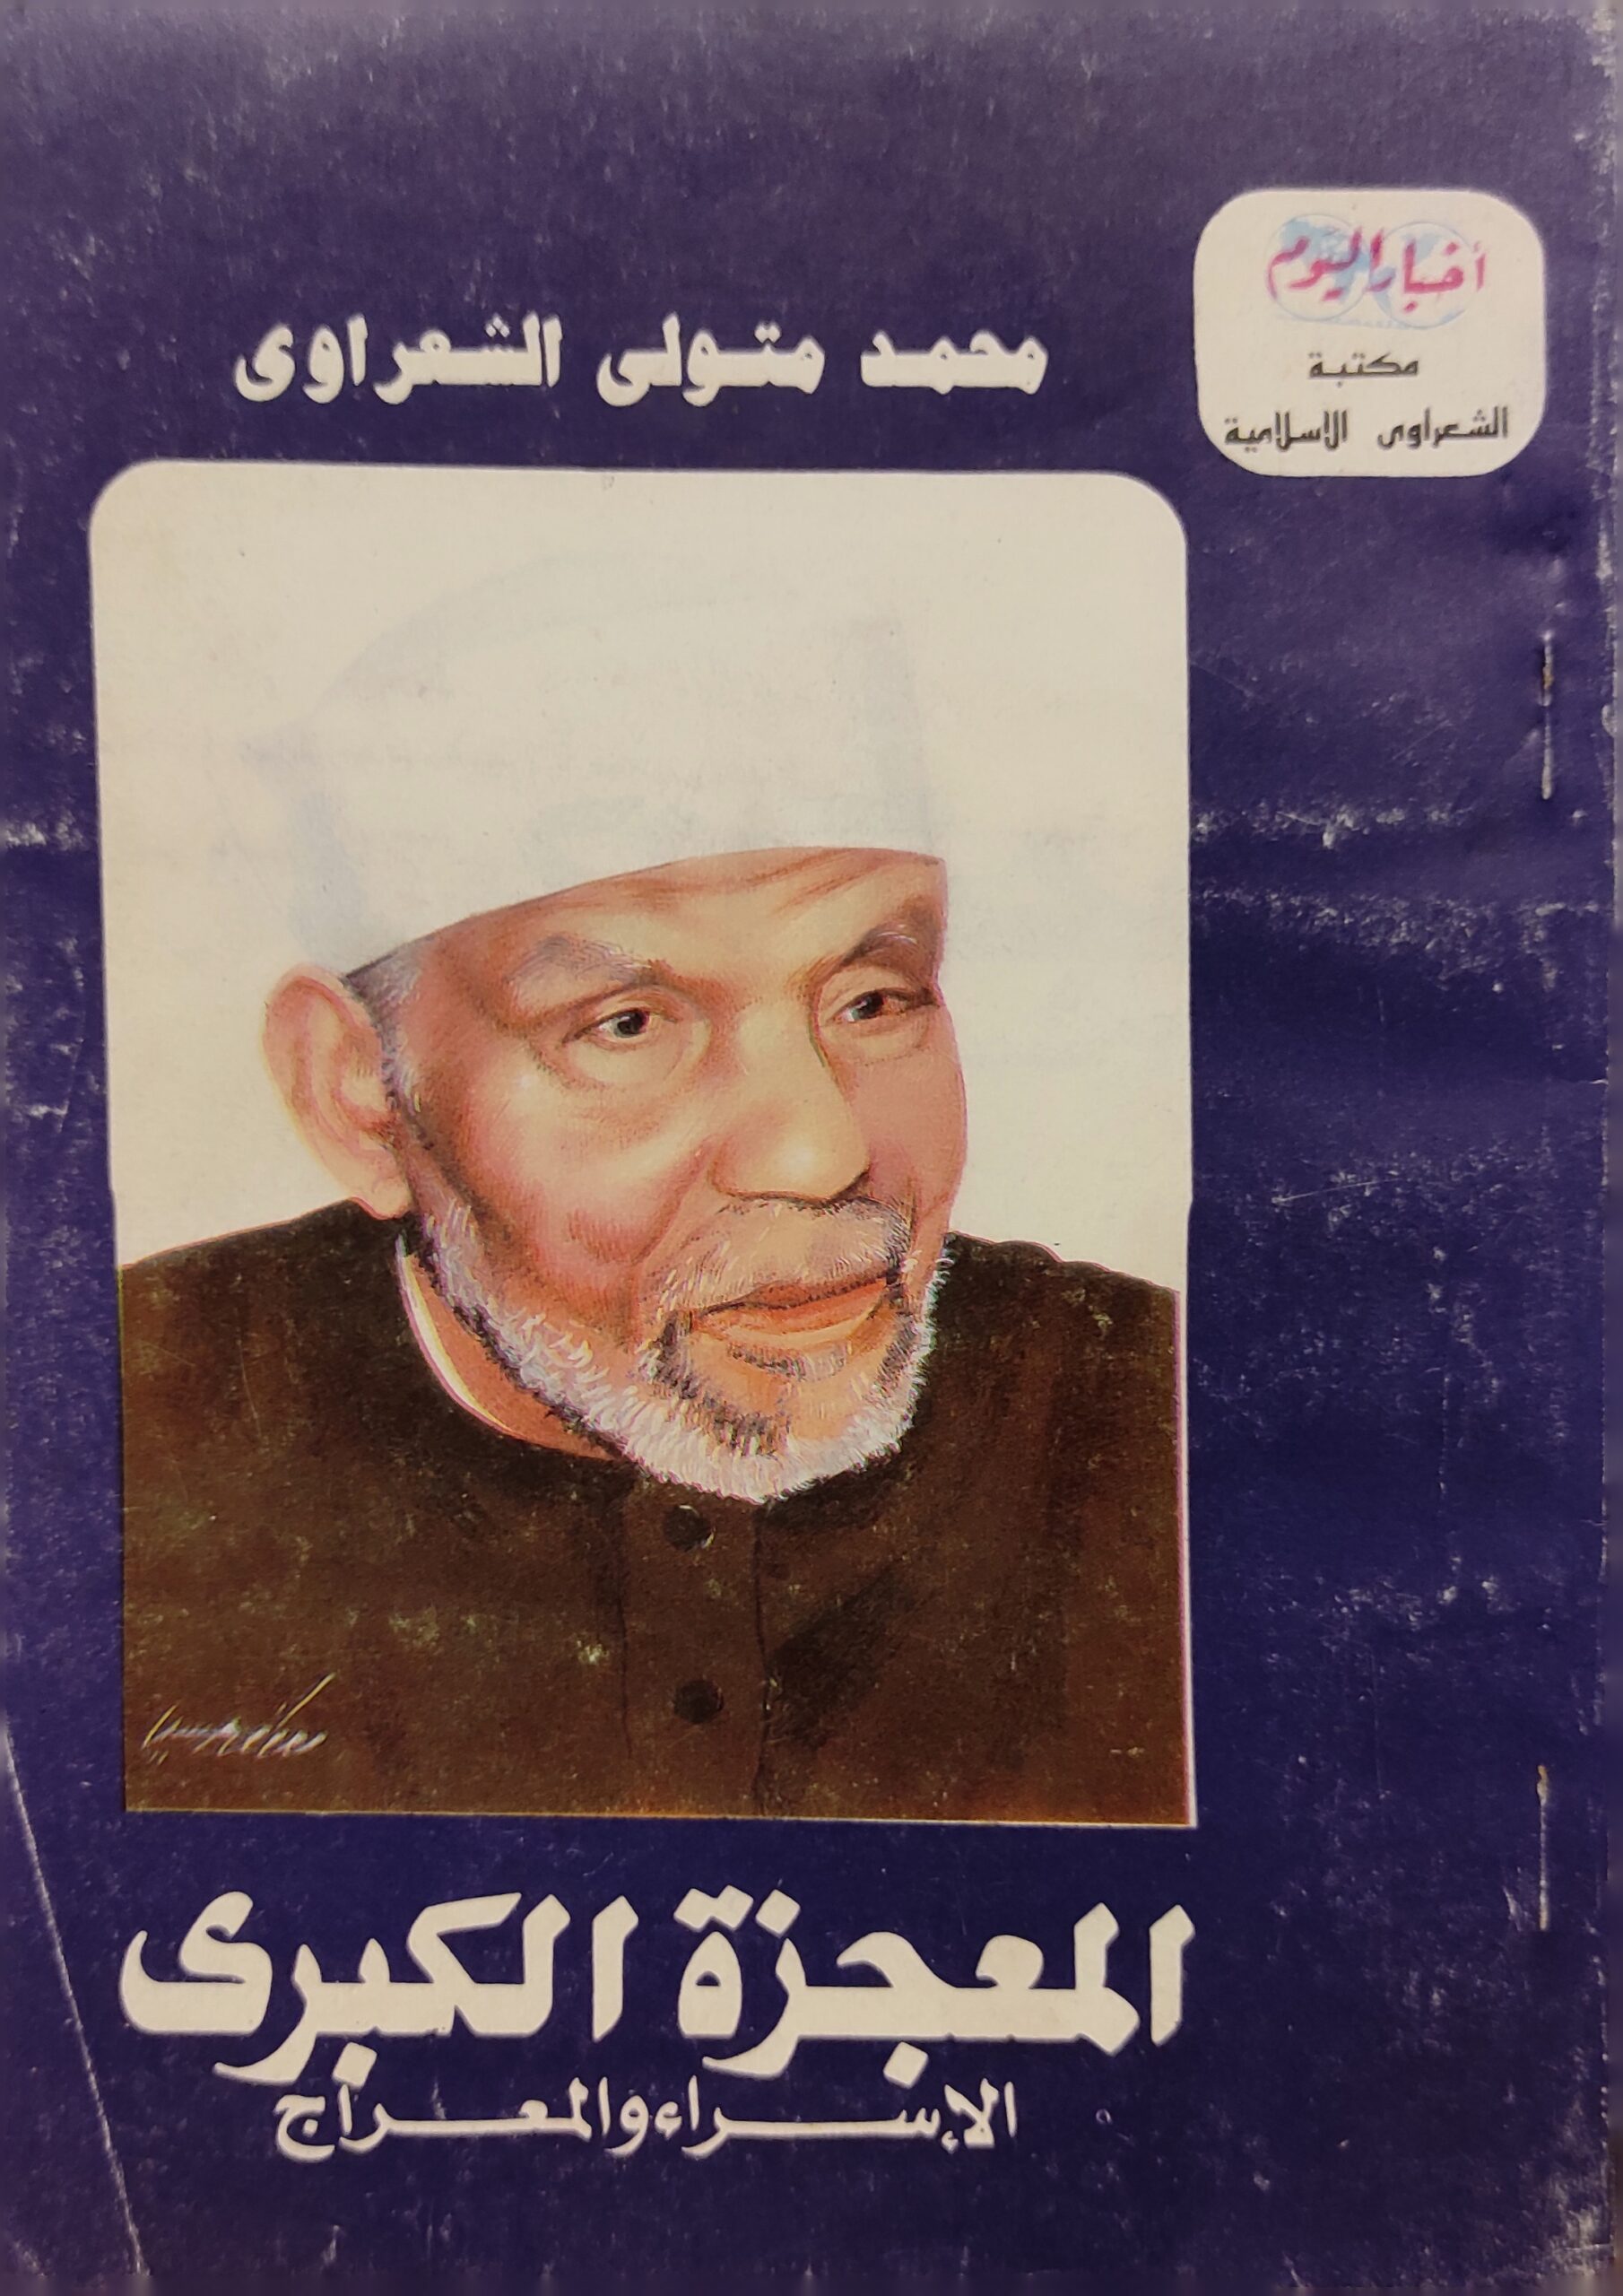 أخبار اليوم
مكتبة
الشعراوى الاسلامية
محمد متولى الشعراوى
المعجزة الكبرى
الإسراء والمعراج